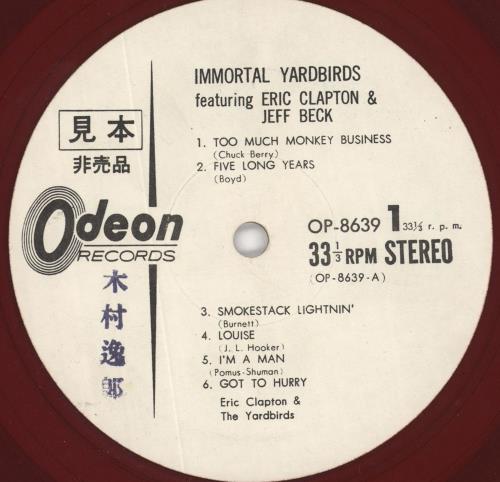 IMMORTAL YARDBIRDS
featuring ERIC CLAPTON &
JEFF BECK
見本
非売品
1. TOO MUCH MONKEY BUSINESS
(Chuck Berry)
2. FIVE LONG YEARS
(Boyd)
Odeon
RECORDS
OP-8639 1 33⅓ r. p. m.
33⅓ RPM STEREO
(OP-8639-A)
木村逸郎
3. SMOKESTACK LIGHTNIN'
(Burnett)
4. LOUISE
(J. L. Hooker)
5. I'M A MAN
(Pomus-Shuman)
6. GOT TO HURRY
Eric Clapton &
The Yardbirds